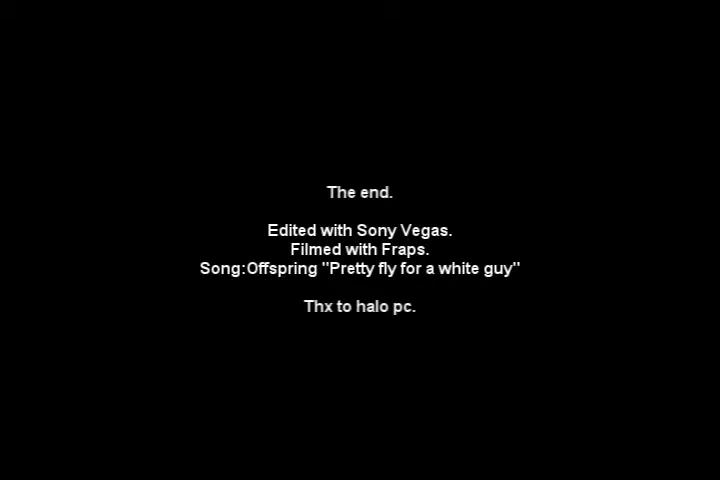 The end.
Edited with Sony Vegas.
Filmed with Fraps.
Song:Offspring "Pretty fly for a white guy"
Thx to halo pc.